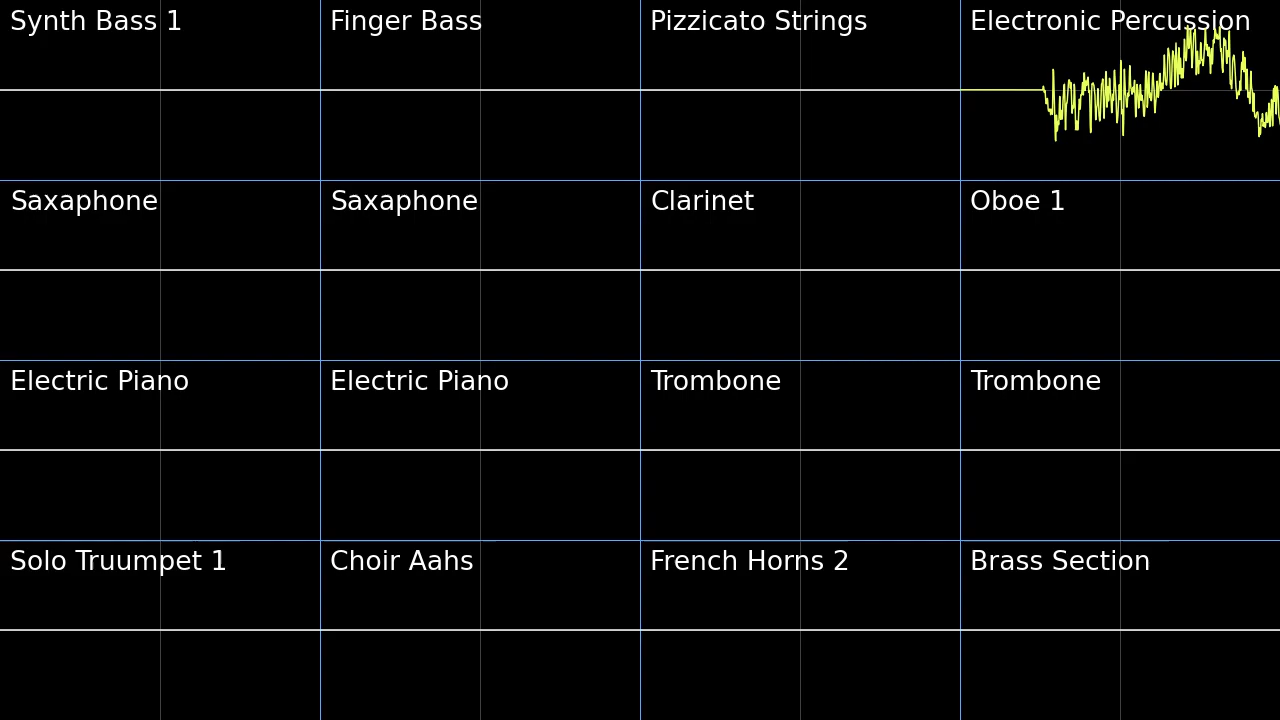 Synth Bass 1
Finger Bass
Pizzicato Strings
Electronic Percussion
Saxaphone
Saxaphone
Clarinet
Oboe 1
Electric Piano
Electric Piano
Trombone
Trombone
Solo Truumpet 1
Choir Aahs
French Horns 2
Brass Section